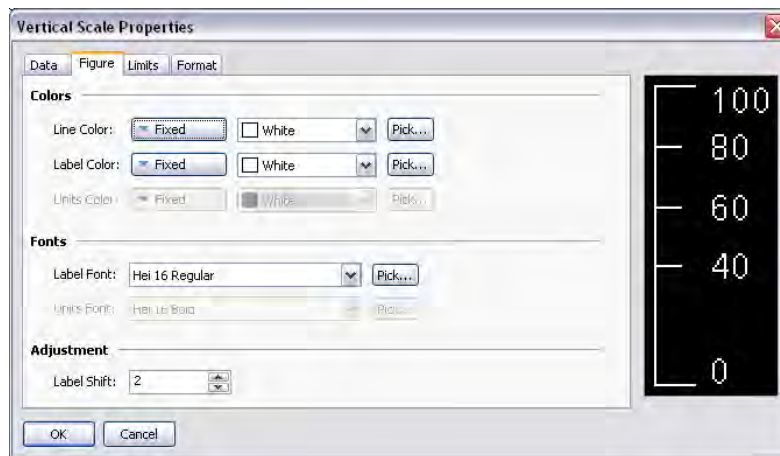 Vertical Scale Properties
Data Figure Limits Format
Colors
Line Color: Fixed White Pick...
Label Color: Fixed White Pick...
Units Color: Fixed White Pick...
Fonts
Label Font: Hei 16 Regular Pick...
Units Font: Hei 16 Bold Pick...
Adjustment
Label Shift: 2
OK Cancel
100
80
60
40
0